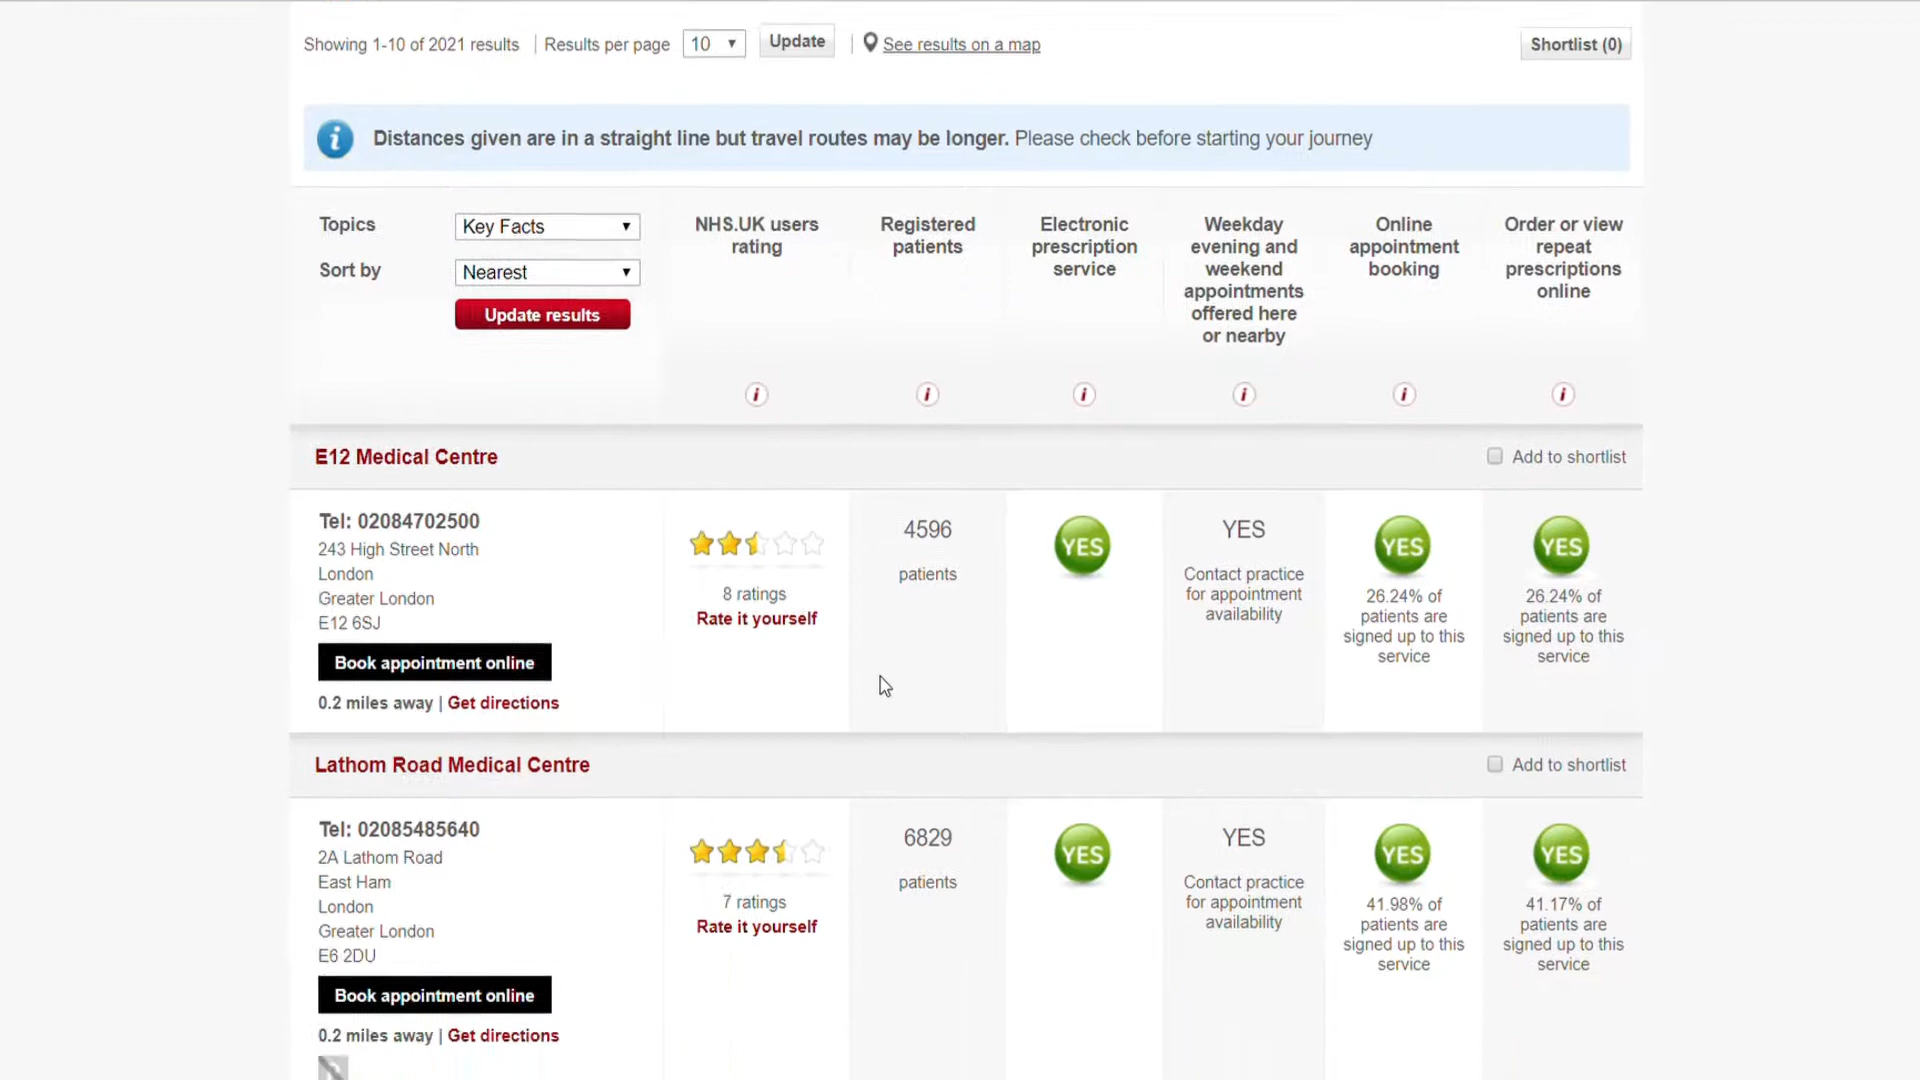 Showing 1-10 of 2021 results
Results per page
10
Update
See results on a map
Shortlist (0)
Distances given are in a straight line but travel routes may be longer. Please check before starting your journey
Topics
Key Facts
Sort by
Nearest
Update results
NHS.UK users
rating
Registered
patients
Electronic
prescription
service
Weekday
evening and
weekend
appointments
offered here
or nearby
Online
appointment
booking
Order or view
repeat
prescriptions
online
E12 Medical Centre
Add to shortlist
Tel: 02084702500
243 High Street North
London
Greater London
E12 6SJ
Book appointment online
0.2 miles away | Get directions
8 ratings
Rate it yourself
4596
patients
YES
YES
Contact practice
for appointment
availability
YES
26.24% of
patients are
signed up to this
service
YES
26.24% of
patients are
signed up to this
service
Lathom Road Medical Centre
Add to shortlist
Tel: 02085485640
2A Lathom Road
East Ham
London
Greater London
E6 2DU
Book appointment online
0.2 miles away | Get directions
7 ratings
Rate it yourself
6829
patients
YES
YES
Contact practice
for appointment
availability
YES
41.98% of
patients are
signed up to this
service
YES
41.17% of
patients are
signed up to this
service